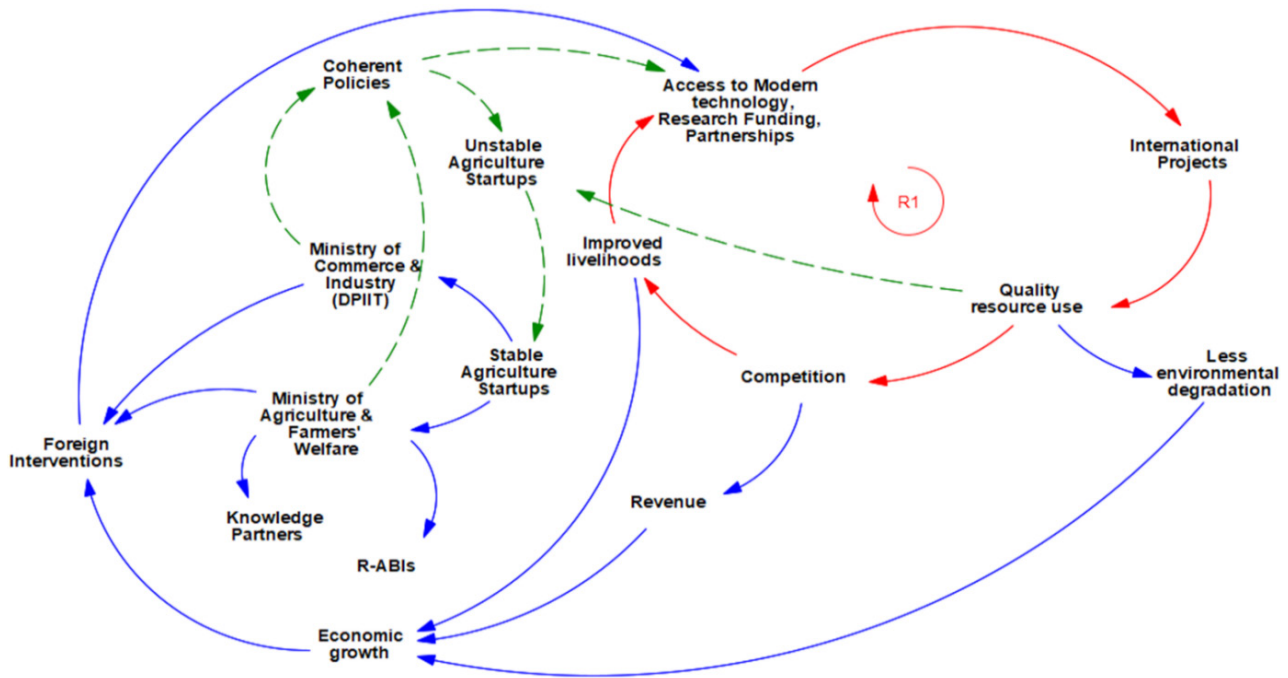 Coherent
Policies
Access to Modern
technology,
Research Funding,
Partnerships
Unstable
Agriculture
Startups
International
Projects
R1
Ministry of
Commerce &
Industry
(DPIIT)
Improved
livelihoods
Quality
resource use
Stable
Agriculture
Startups
Competition
Less
environmental
degradation
Ministry of
Agriculture &
Farmers'
Welfare
Foreign
Interventions
Knowledge
Partners
Revenue
R-ABIs
Economic
growth